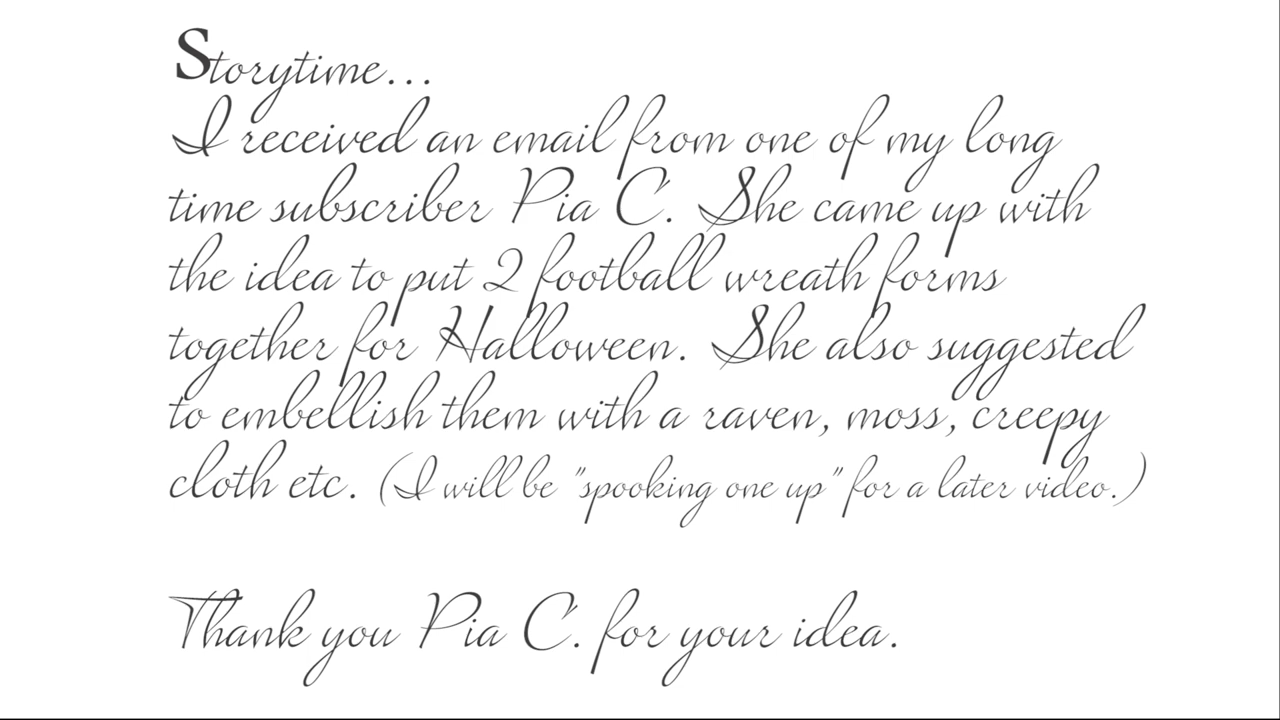 Storytime...
I received an email from one of my long
time subscriber Pia C. She came up with
the idea to put 2 football wreath forms
together for Halloween. She also suggested
to embellish them with a raven, moss, creepy
cloth etc. (I will be "spooking one up" for a later video.)
Thank you Pia C. for your idea.